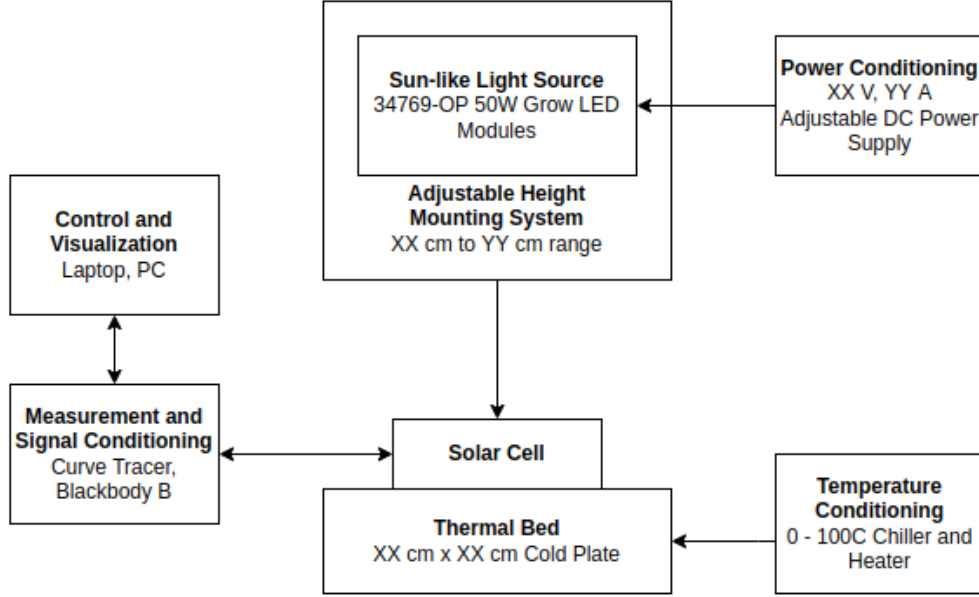 Sun-like Light Source
34769-OP 50W Grow LED
Modules
Adjustable Height
Mounting System
XX cm to YY cm range
Power Conditioning
XX V, YY A
Adjustable DC Power
Supply
Control and
Visualization
Laptop, PC
Measurement and
Signal Conditioning
Curve Tracer,
Blackbody B
Solar Cell
Thermal Bed
XX cm x XX cm Cold Plate
Temperature
Conditioning
0 - 100C Chiller and
Heater